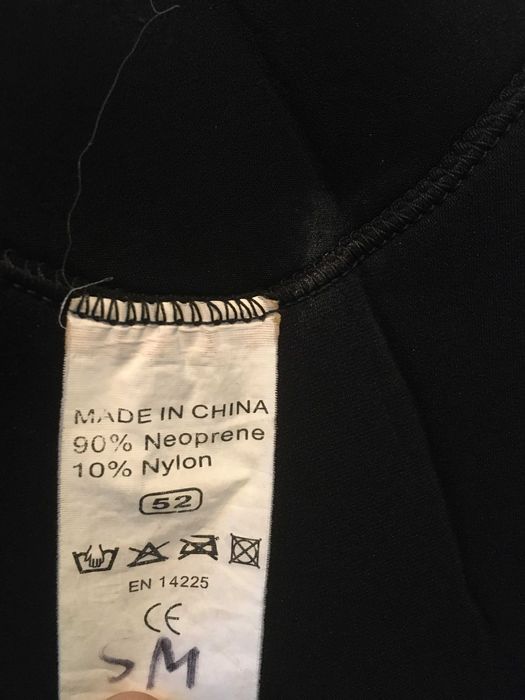 MADE IN CHINA
90% Neoprene
10% Nylon
52
EN 14225
CE
SM